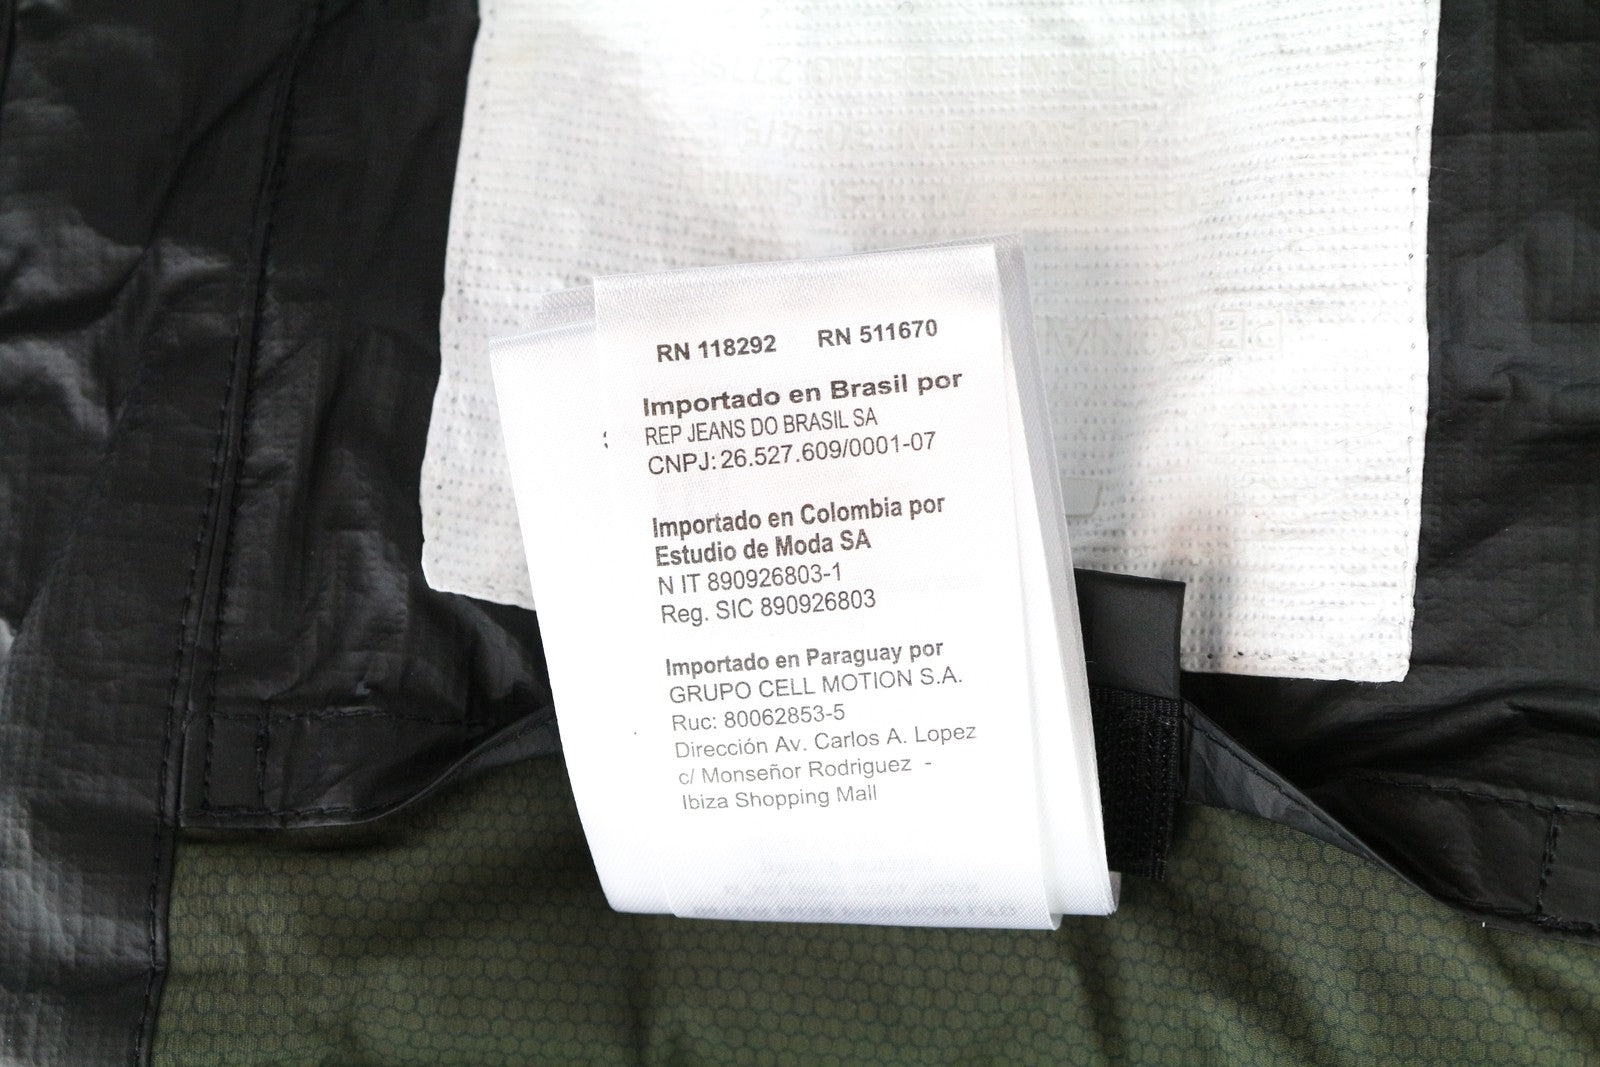 RN 118292 RN 511670
Importado en Brasil por
REP JEANS DO BRASIL SA
CNPJ: 26.527.609/0001-07
Importado en Colombia por
Estudio de Moda SA
N IT 890926803-1
Reg. SIC 890926803
Importado en Paraguay por
GRUPO CELL MOTION S.A.
Ruc: 80062853-5
Dirección Av. Carlos A. Lopez
c/ Monseñor Rodriguez -
Ibiza Shopping Mall